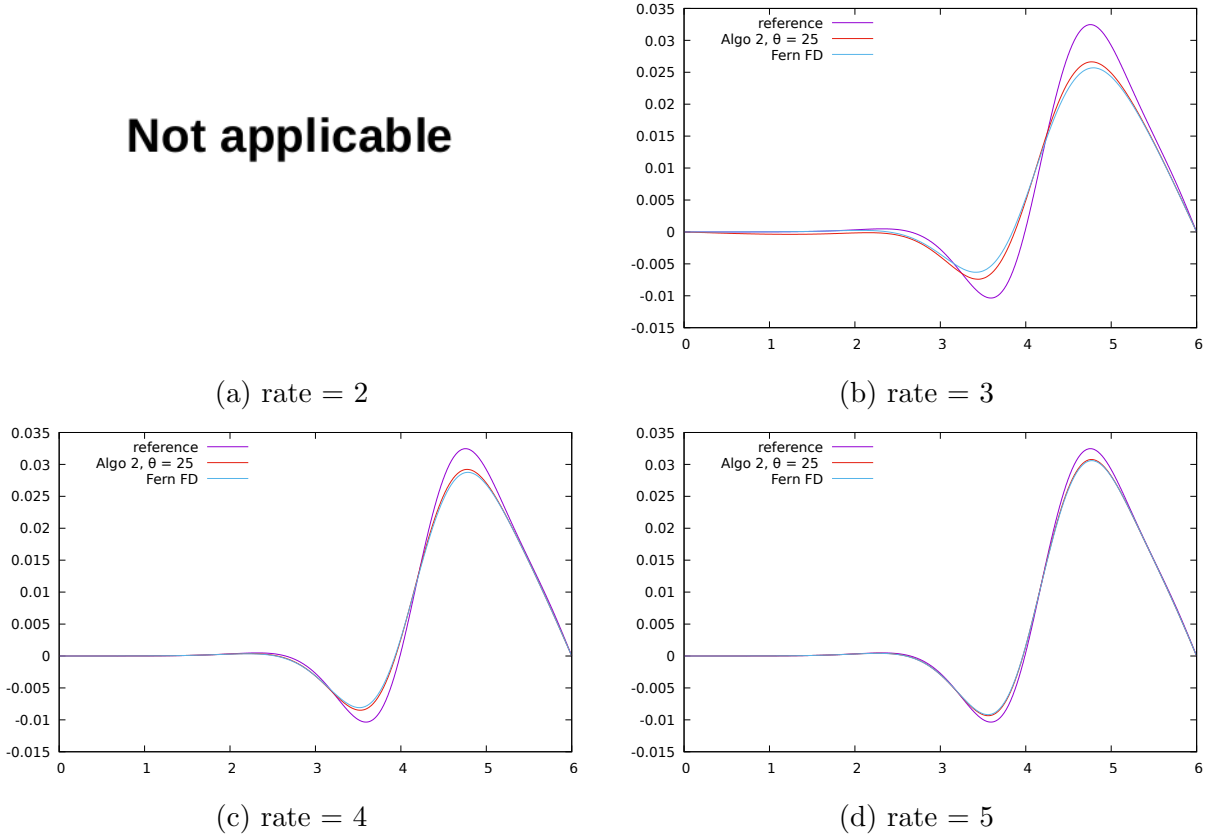 Not applicable
(a) rate = 2
reference
Algo 2, θ = 25
Fern FD
0.035
0.03
0.025
0.02
0.015
0.01
0.005
0
-0.005
-0.01
-0.015
0 1 2 3 4 5 6
(b) rate = 3
reference
Algo 2, θ = 25
Fern FD
0.035
0.03
0.025
0.02
0.015
0.01
0.005
0
-0.005
-0.01
-0.015
0 1 2 3 4 5 6
(c) rate = 4
reference
Algo 2, θ = 25
Fern FD
0.035
0.03
0.025
0.02
0.015
0.01
0.005
0
-0.005
-0.01
-0.015
0 1 2 3 4 5 6
(d) rate = 5